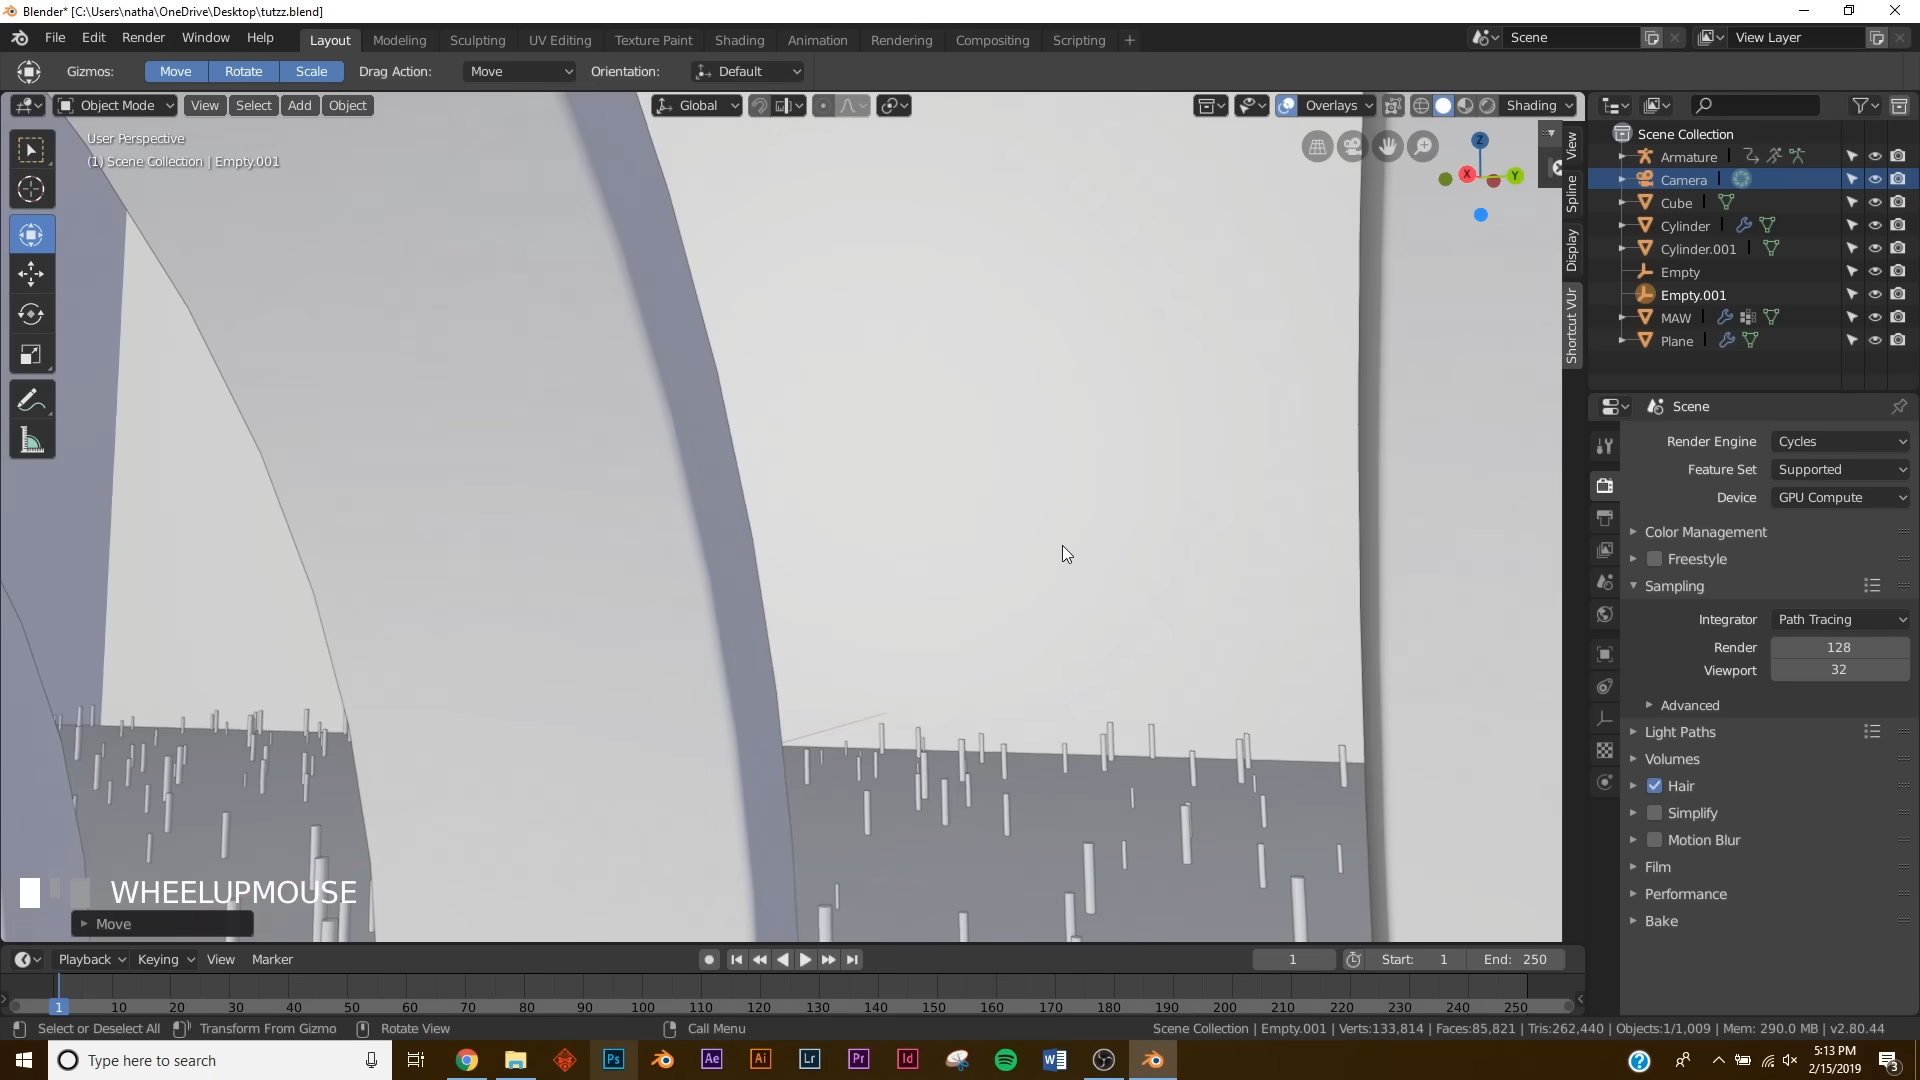 Blender* [C:\Users\natha\OneDrive\Desktop\tutzz.blend]
File Edit Render Window Help Layout Modeling Sculpting UV Editing Texture Paint Shading Animation Rendering Compositing Scripting + Scene View Layer
Gizmos: Move Rotate Scale Drag Action: Move Orientation: Default
Object Mode View Select Add Object Global Overlays Shading
User Perspective
(1) Scene Collection | Empty.001
Z
X
Y
View
Spline
Display
Shortcut VUr
Scene Collection
Armature
Camera
Cube
Cylinder
Cylinder.001
Empty
Empty.001
MAW
Plane
Scene
Render Engine Cycles
Feature Set Supported
Device GPU Compute
Color Management
Freestyle
Sampling
Integrator Path Tracing
Render 128
Viewport 32
Advanced
Light Paths
Volumes
Hair
Simplify
Motion Blur
Film
Performance
Bake
WHEELUPMOUSE
Move
Playback Keying View Marker 1 Start: 1 End: 250
1 10 20 30 40 50 60 70 80 90 100 110 120 130 140 150 160 170 180 190 200 210 220 230 240 250
Select or Deselect All Transform From Gizmo Rotate View Call Menu Scene Collection | Empty.001 | Verts:133,814 | Faces:85,821 | Tris:262,440 | Objects:1/1,009 | Mem: 290.0 MB | v2.80.44
Type here to search Ps Ae Ai Lr Pr Id
5:13 PM
2/15/2019
3